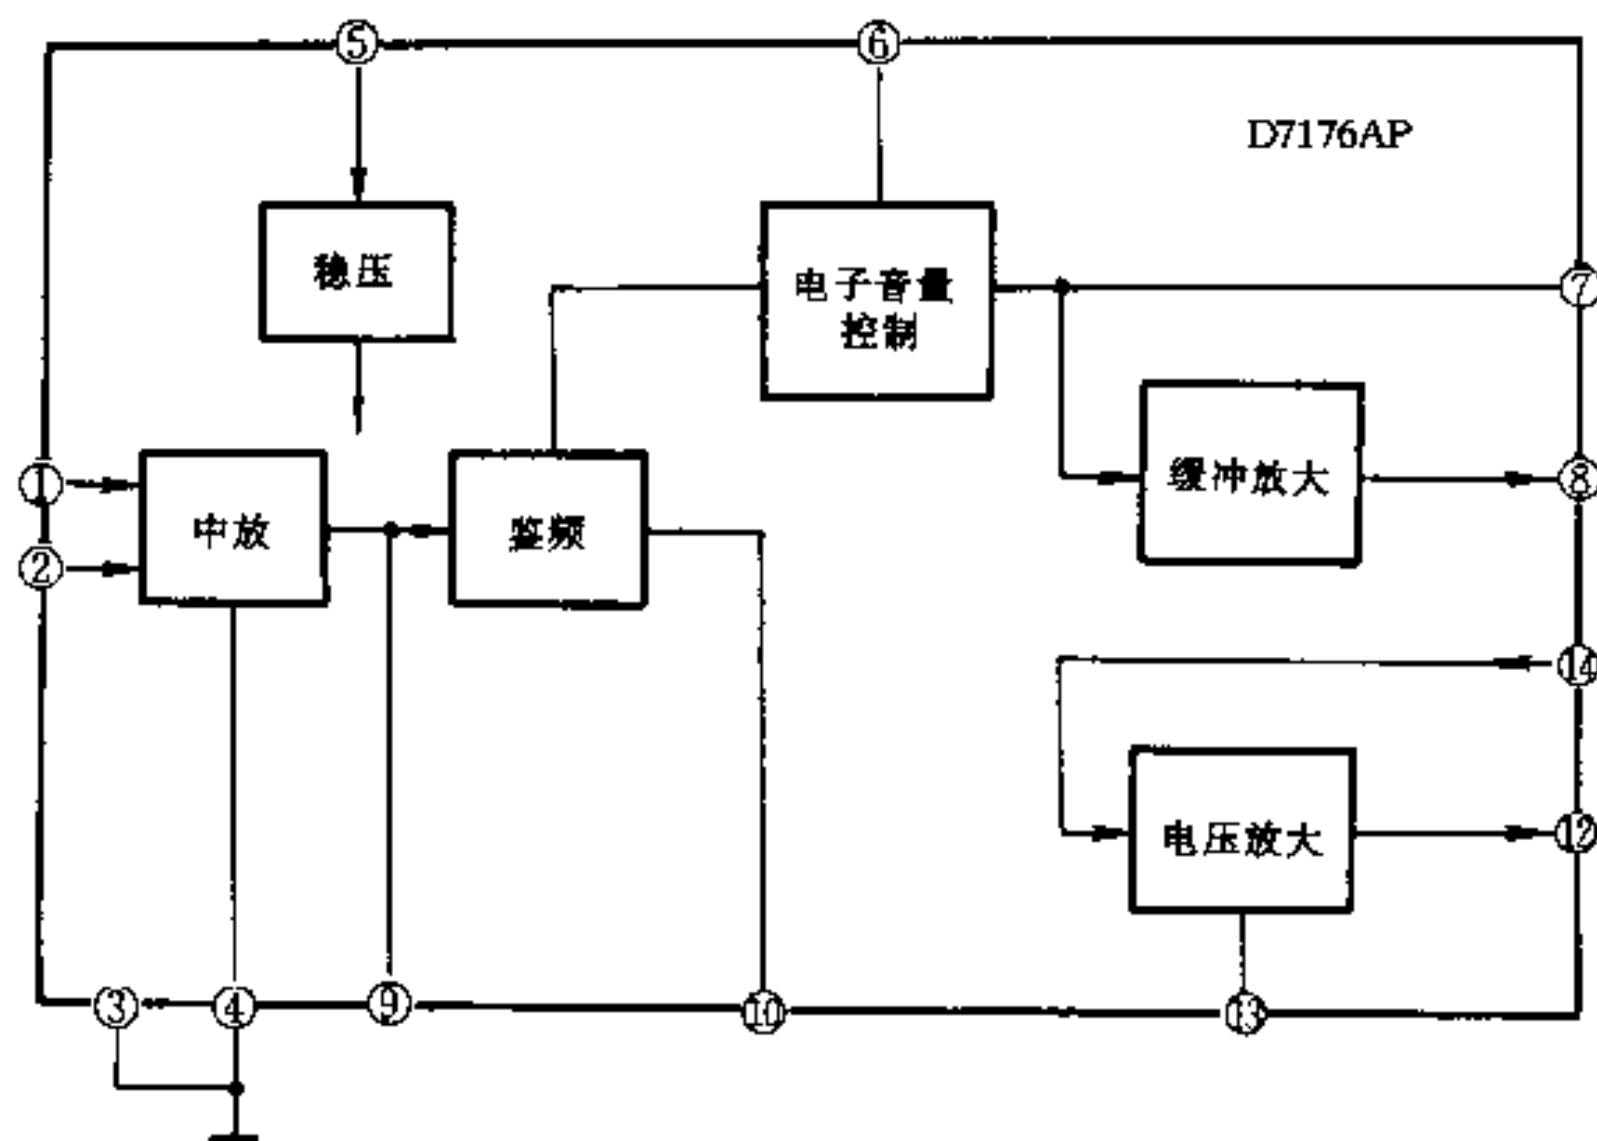 ⑤
⑥
D7176AP
稳压
电子音量
控制
⑦
①
中放
鉴频
缓冲放大
⑧
②
⑭
电压放大
⑫
③
④
⑨
⑩
⑬